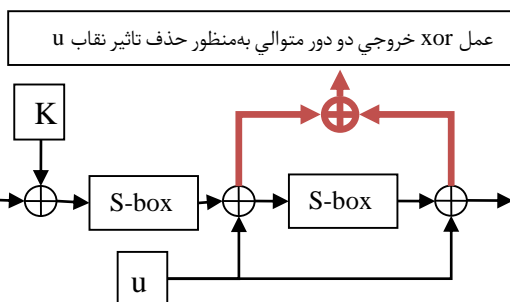 عمل xor خروجي دو دور متوالي به‌منظور حذف تاثير نقاب u
K
S-box
S-box
u